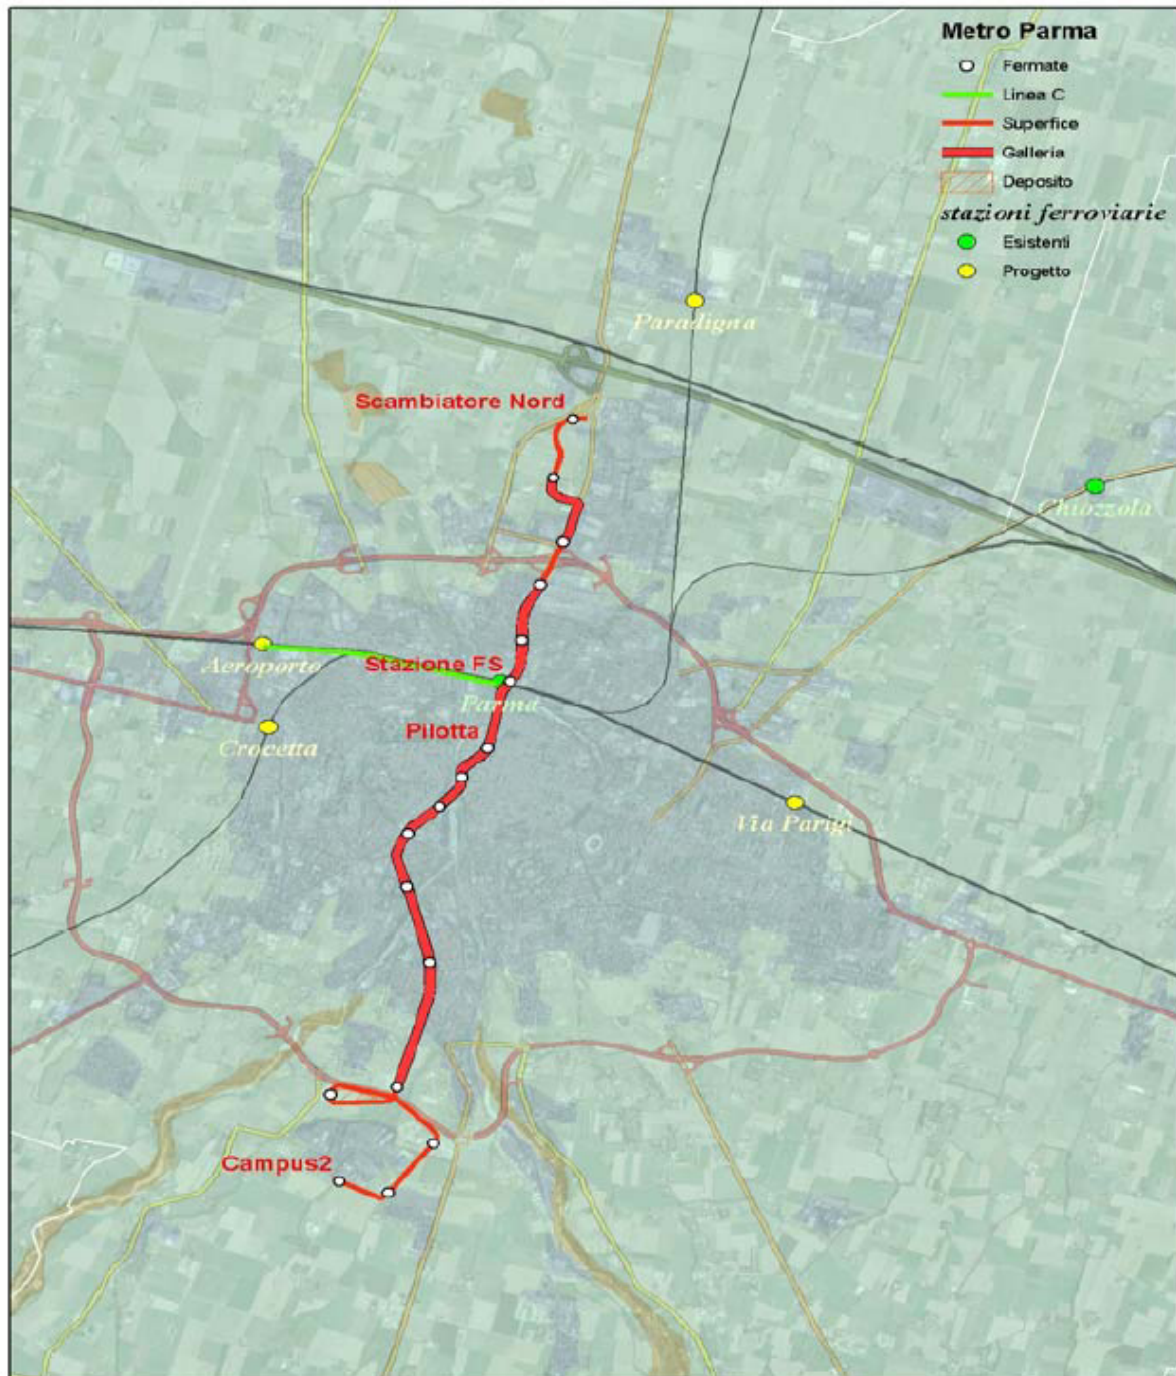 Metro Parma
Fermate
Linea C
Superfice
Galleria
Deposito
stazioni ferroviarie
Esistenti
Progetto
Paradigna
Scambiatore Nord
Chiozzola
Aeroporto
Stazione FS
Parma
Crocetta
Pilotta
Via Parigi
Campus2